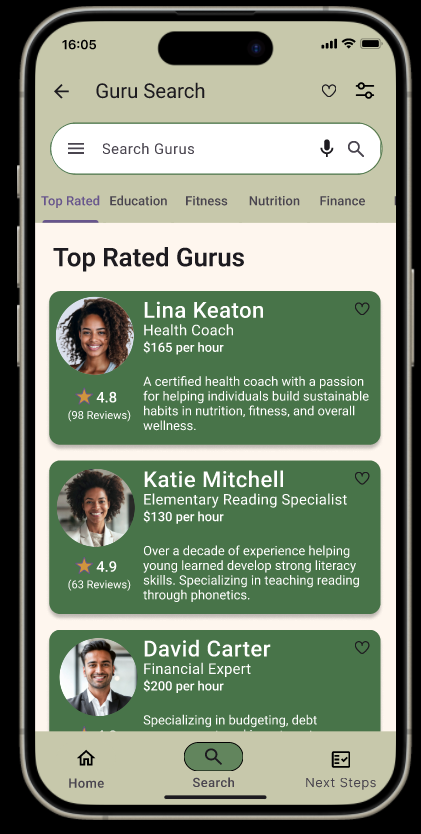 16:05
Guru Search
Search Gurus
Top Rated Education Fitness Nutrition Finance
Top Rated Gurus
Lina Keaton
Health Coach
$165 per hour
4.8
(98 Reviews)
A certified health coach with a passion
for helping individuals build sustainable
habits in nutrition, fitness, and overall
wellness.
Katie Mitchell
Elementary Reading Specialist
$130 per hour
4.9
(63 Reviews)
Over a decade of experience helping
young learned develop strong literacy
skills. Specializing in teaching reading
through phonetics.
David Carter
Financial Expert
$200 per hour
Specializing in budgeting, debt
Home
Search
Next Steps